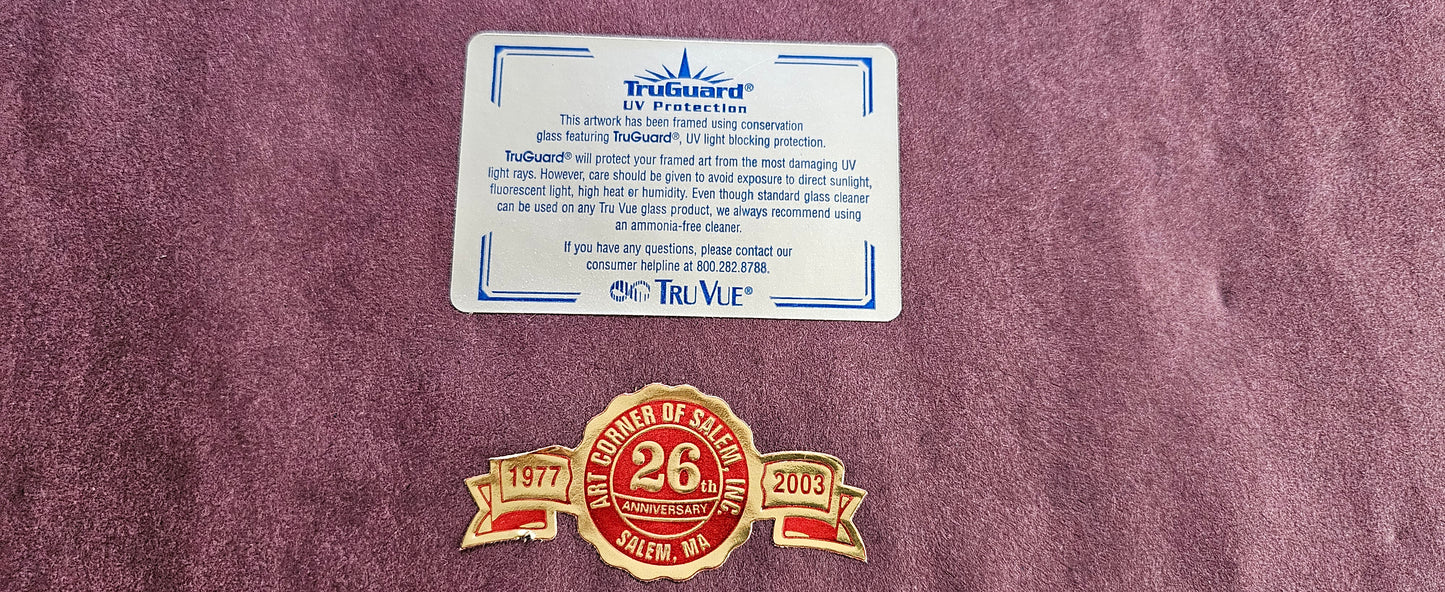 TruGuard®
UV Protection
This artwork has been framed using conservation
glass featuring TruGuard®, UV light blocking protection.
TruGuard® will protect your framed art from the most damaging UV
light rays. However, care should be given to avoid exposure to direct sunlight,
fluorescent light, high heat or humidity. Even though standard glass cleaner
can be used on any Tru Vue glass product, we always recommend using
an ammonia-free cleaner.
If you have any questions, please contact our
consumer helpline at 800.282.8788.
TRU VUE®
ART CORNER OF SALEM, INC.
1977
26th
2003
ANNIVERSARY
SALEM, MA